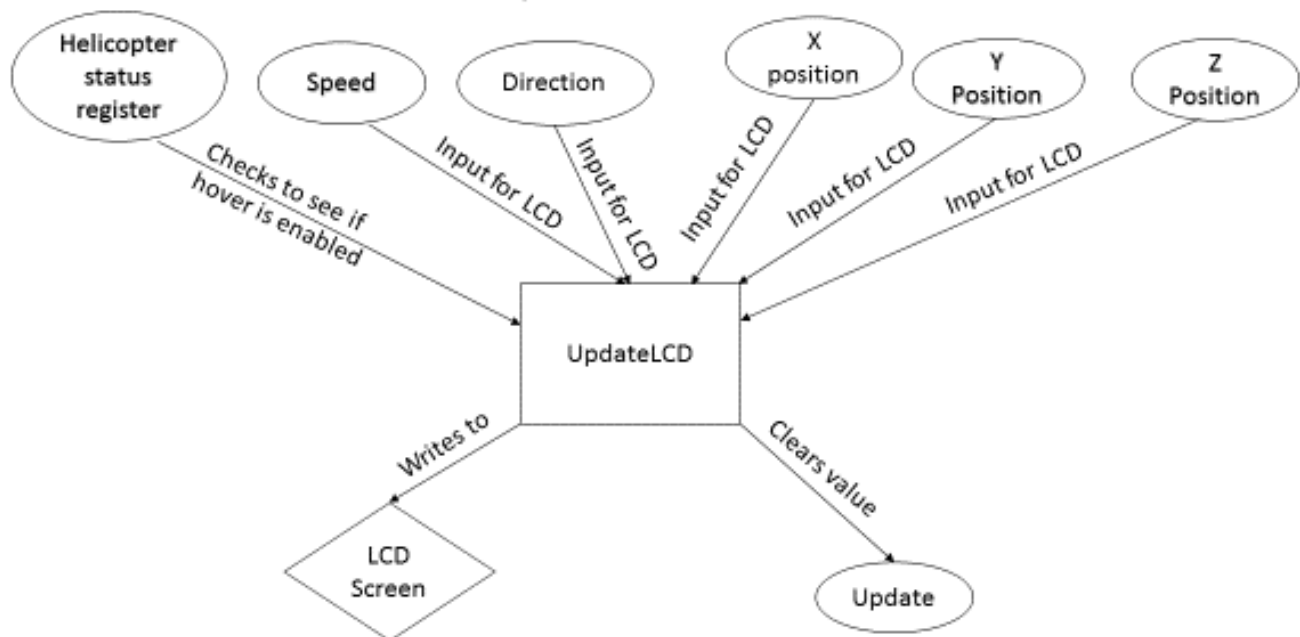 Helicopter
status
register
Speed
Direction
X
position
Y
Position
Z
Position
Checks to see if
hover is enabled
Input for LCD
Input for LCD
Input for LCD
Input for LCD
Input for LCD
UpdateLCD
Writes to
Clears value
LCD
Screen
Update